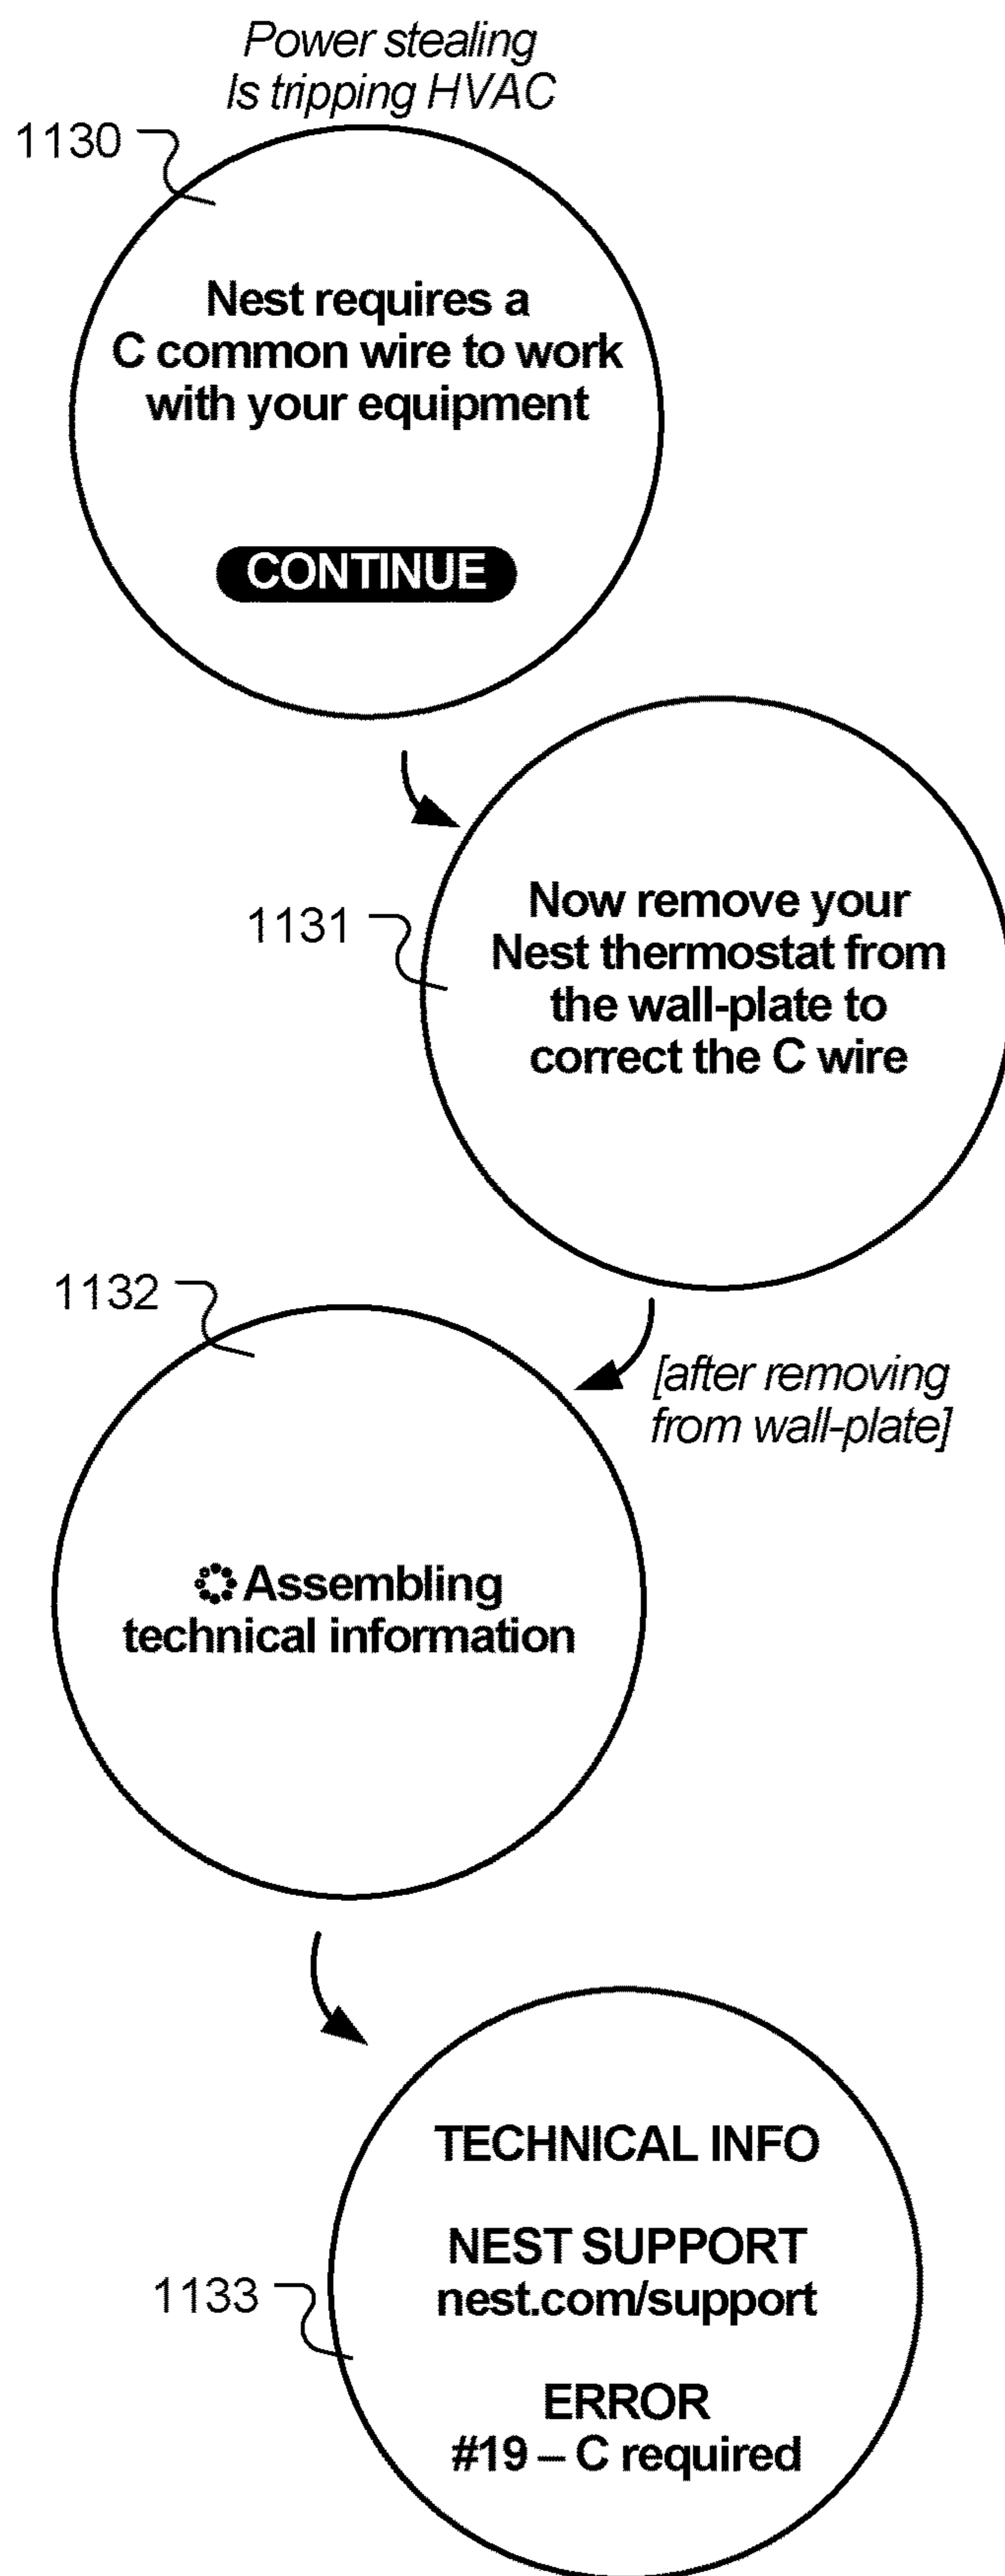 Power stealing
Is tripping HVAC
1130
Nest requires a
C common wire to work
with your equipment
CONTINUE
1131
Now remove your
Nest thermostat from
the wall-plate to
correct the C wire
1132
[after removing
from wall-plate]
Assembling
technical information
1133
TECHNICAL INFO
NEST SUPPORT
nest.com/support
ERROR
#19 – C required